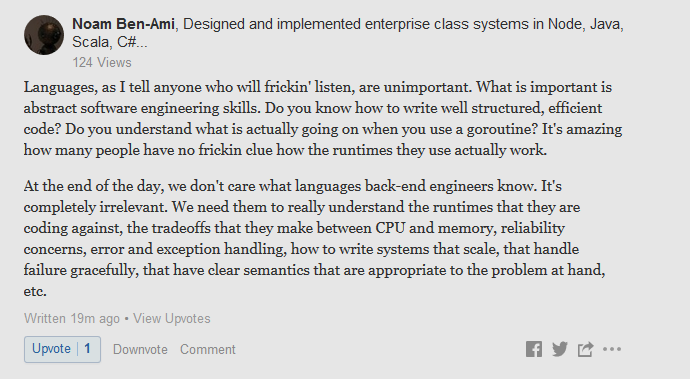 Noam Ben-Ami, Designed and implemented enterprise class systems in Node, Java,
Scala, C#...
124 Views
Languages, as I tell anyone who will frickin' listen, are unimportant. What is important is
abstract software engineering skills. Do you know how to write well structured, efficient
code? Do you understand what is actually going on when you use a goroutine? It's amazing
how many people have no frickin clue how the runtimes they use actually work.
At the end of the day, we don't care what languages back-end engineers know. It's
completely irrelevant. We need them to really understand the runtimes that they are
coding against, the tradeoffs that they make between CPU and memory, reliability
concerns, error and exception handling, how to write systems that scale, that handle
failure gracefully, that have clear semantics that are appropriate to the problem at hand,
etc.
Written 19m ago • View Upvotes
Upvote | 1 Downvote Comment